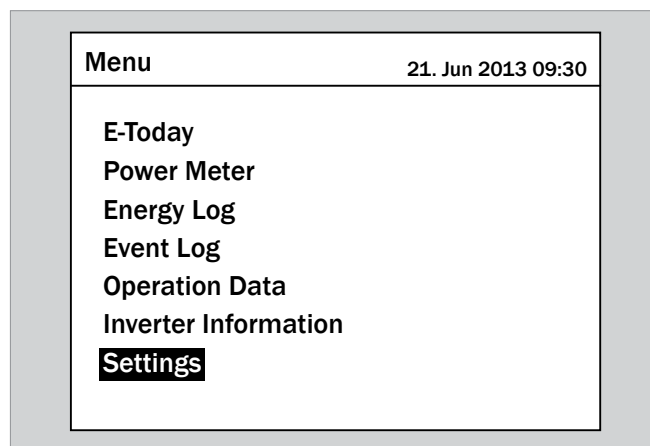 Menu 21. Jun 2013 09:30
E-Today
Power Meter
Energy Log
Event Log
Operation Data
Inverter Information
Settings